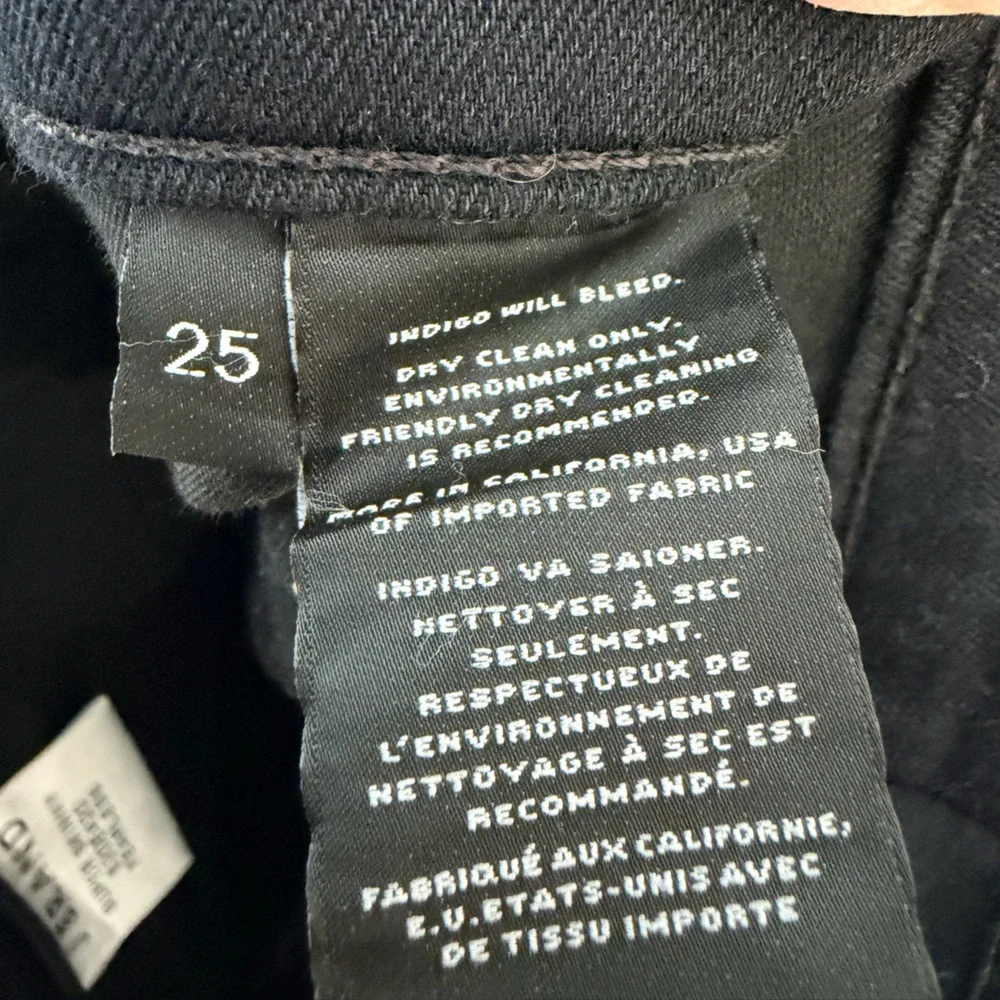 25
INDIGO WILL BLEED.
DRY CLEAN ONLY.
ENVIRONMENTALLY
FRIENDLY DRY CLEANING
IS RECOMMENDED.
MADE IN CALIFORNIA, USA
OF IMPORTED FABRIC
INDIGO VA SAIGNER.
NETTOYER À SEC
SEULEMENT.
RESPECTUEUX DE
L'ENVIRONNEMENT DE
NETTOYAGE À SEC EST
RECOMMANDÉ.
FABRIQUÉ AUX CALIFORNIE,
E.U.ETATS-UNIS AVEC
DE TISSU IMPORTE